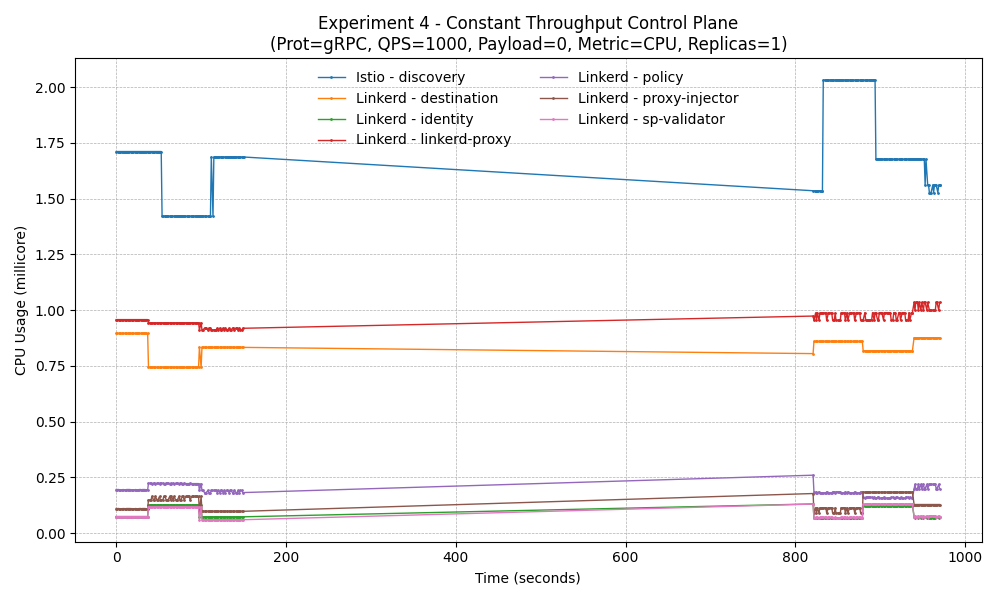 Experiment 4 - Constant Throughput Control Plane
(Prot=gRPC, QPS=1000, Payload=0, Metric=CPU, Replicas=1)
Istio - discovery
Linkerd - destination
Linkerd - identity
Linkerd - linkerd-proxy
Linkerd - policy
Linkerd - proxy-injector
Linkerd - sp-validator
CPU Usage (millicore)
2.00
1.75
1.50
1.25
1.00
0.75
0.50
0.25
0.00
0
200
400
600
800
1000
Time (seconds)